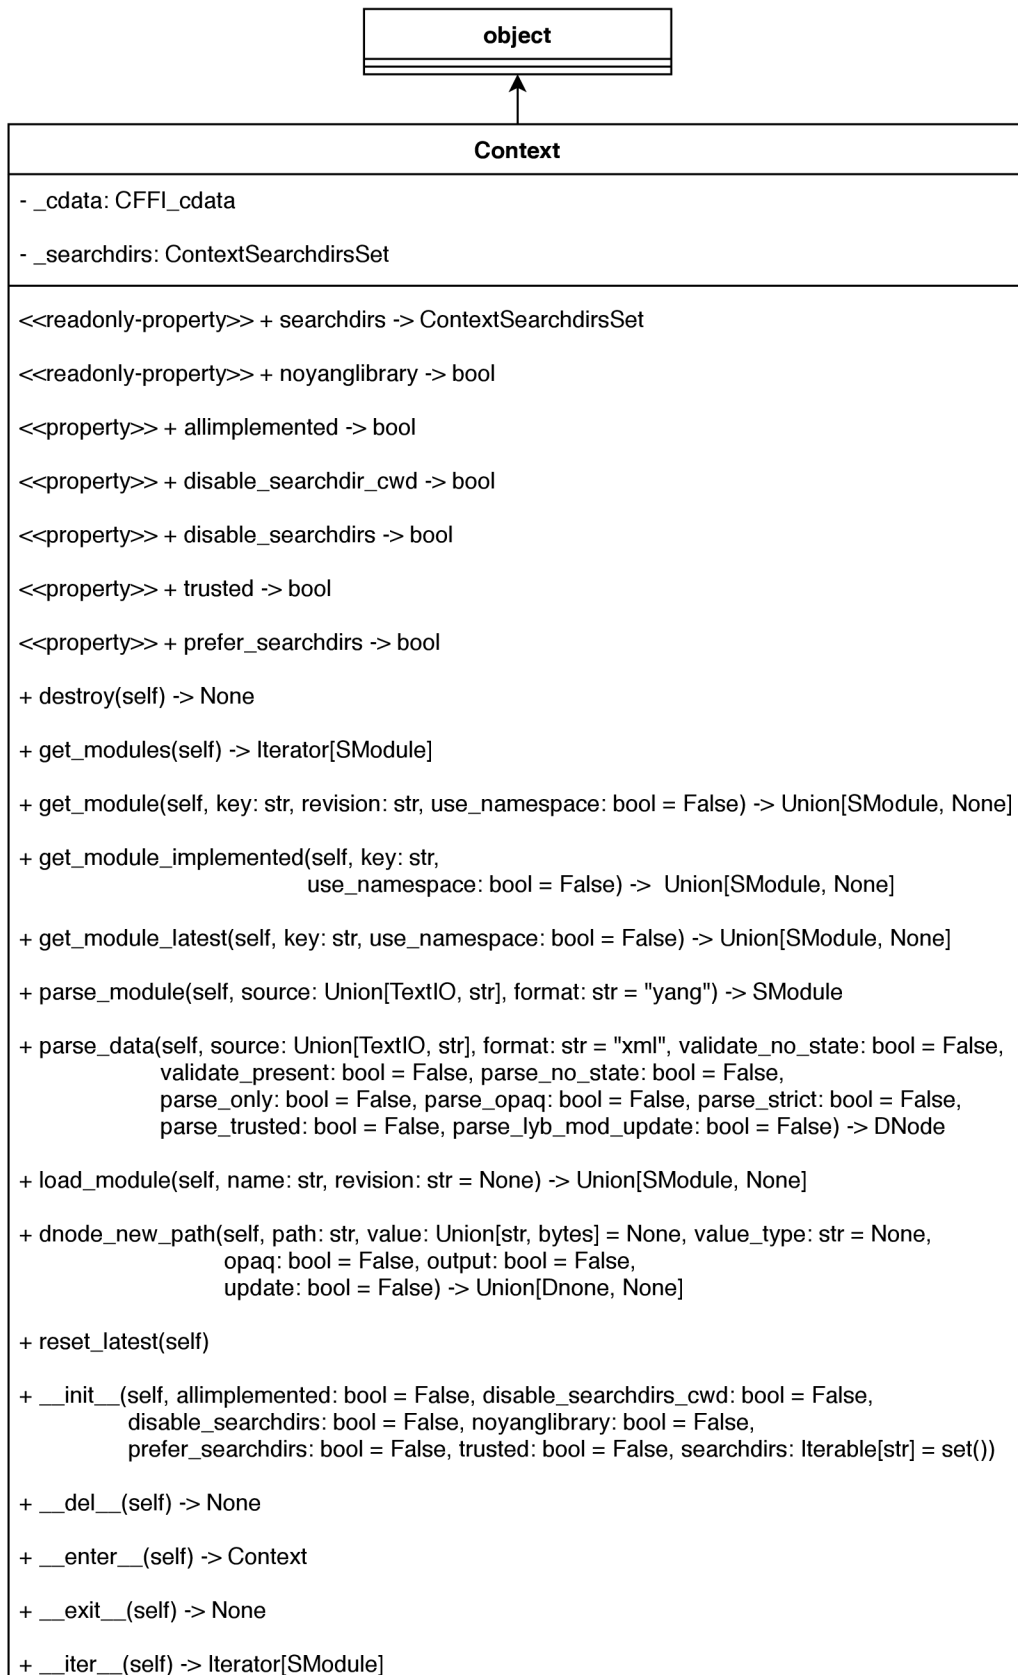 object
Context
- _cdata: CFFI_cdata
- _searchdirs: ContextSearchdirsSet
<<readonly-property>> + searchdirs -> ContextSearchdirsSet
<<readonly-property>> + noyanglibrary -> bool
<<property>> + allimplemented -> bool
<<property>> + disable_searchdir_cwd -> bool
<<property>> + disable_searchdirs -> bool
<<property>> + trusted -> bool
<<property>> + prefer_searchdirs -> bool
+ destroy(self) -> None
+ get_modules(self) -> Iterator[SModule]
+ get_module(self, key: str, revision: str, use_namespace: bool = False) -> Union[SModule, None]
+ get_module_implemented(self, key: str,
use_namespace: bool = False) -> Union[SModule, None]
+ get_module_latest(self, key: str, use_namespace: bool = False) -> Union[SModule, None]
+ parse_module(self, source: Union[TextIO, str], format: str = "yang") -> SModule
+ parse_data(self, source: Union[TextIO, str], format: str = "xml", validate_no_state: bool = False,
validate_present: bool = False, parse_no_state: bool = False,
parse_only: bool = False, parse_opaq: bool = False, parse_strict: bool = False,
parse_trusted: bool = False, parse_lyb_mod_update: bool = False) -> DNode
+ load_module(self, name: str, revision: str = None) -> Union[SModule, None]
+ dnode_new_path(self, path: str, value: Union[str, bytes] = None, value_type: str = None,
opaq: bool = False, output: bool = False,
update: bool = False) -> Union[Dnone, None]
+ reset_latest(self)
+ __init__(self, allimplemented: bool = False, disable_searchdirs_cwd: bool = False,
disable_searchdirs: bool = False, noyanglibrary: bool = False,
prefer_searchdirs: bool = False, trusted: bool = False, searchdirs: Iterable[str] = set())
+ __del__(self) -> None
+ __enter__(self) -> Context
+ __exit__(self) -> None
+ __iter__(self) -> Iterator[SModule]